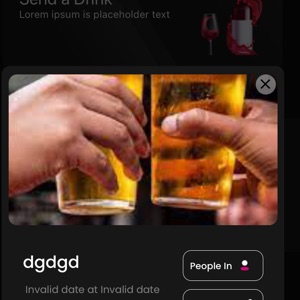 Send a Drink
Lorem ipsum is placeholder text
dgdgd
People In
Invalid date at Invalid date